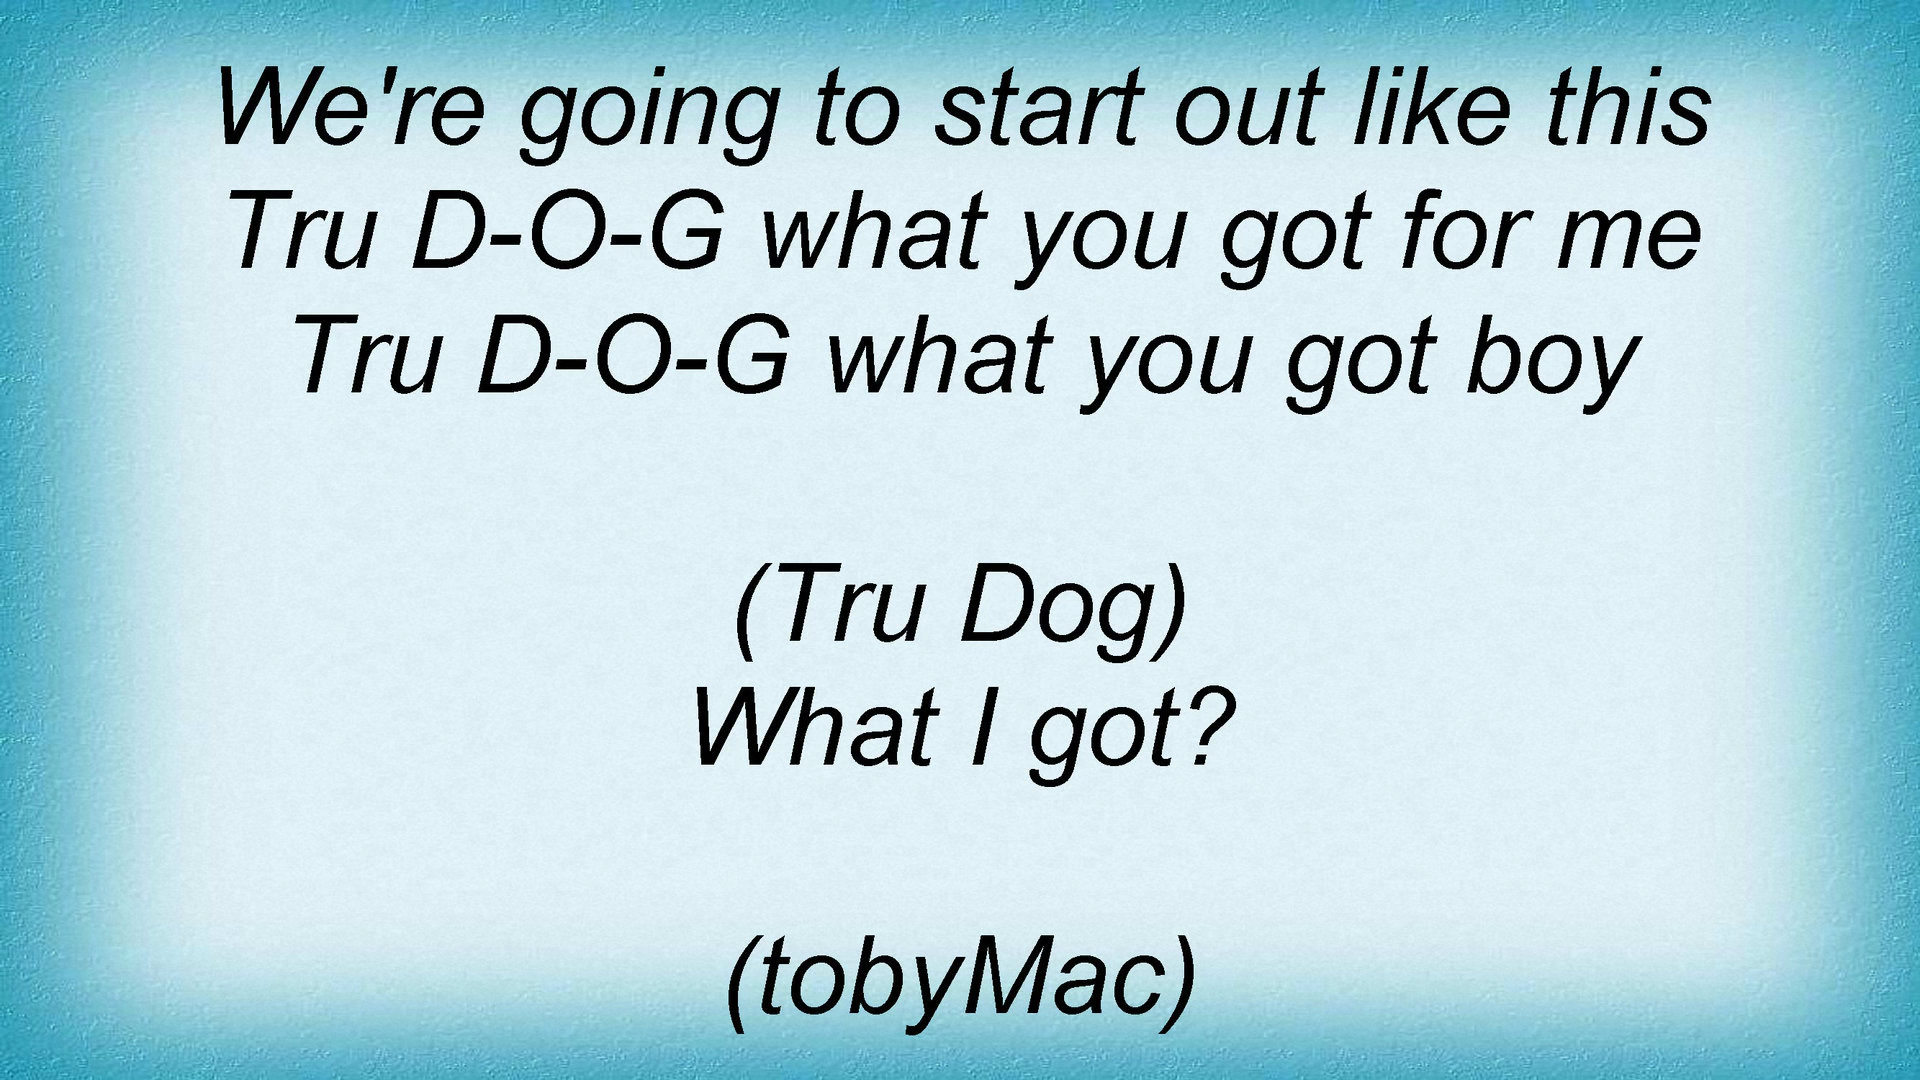 We're going to start out like this
Tru D-O-G what you got for me
Tru D-O-G what you got boy
(Tru Dog)
What I got?
(tobyMac)